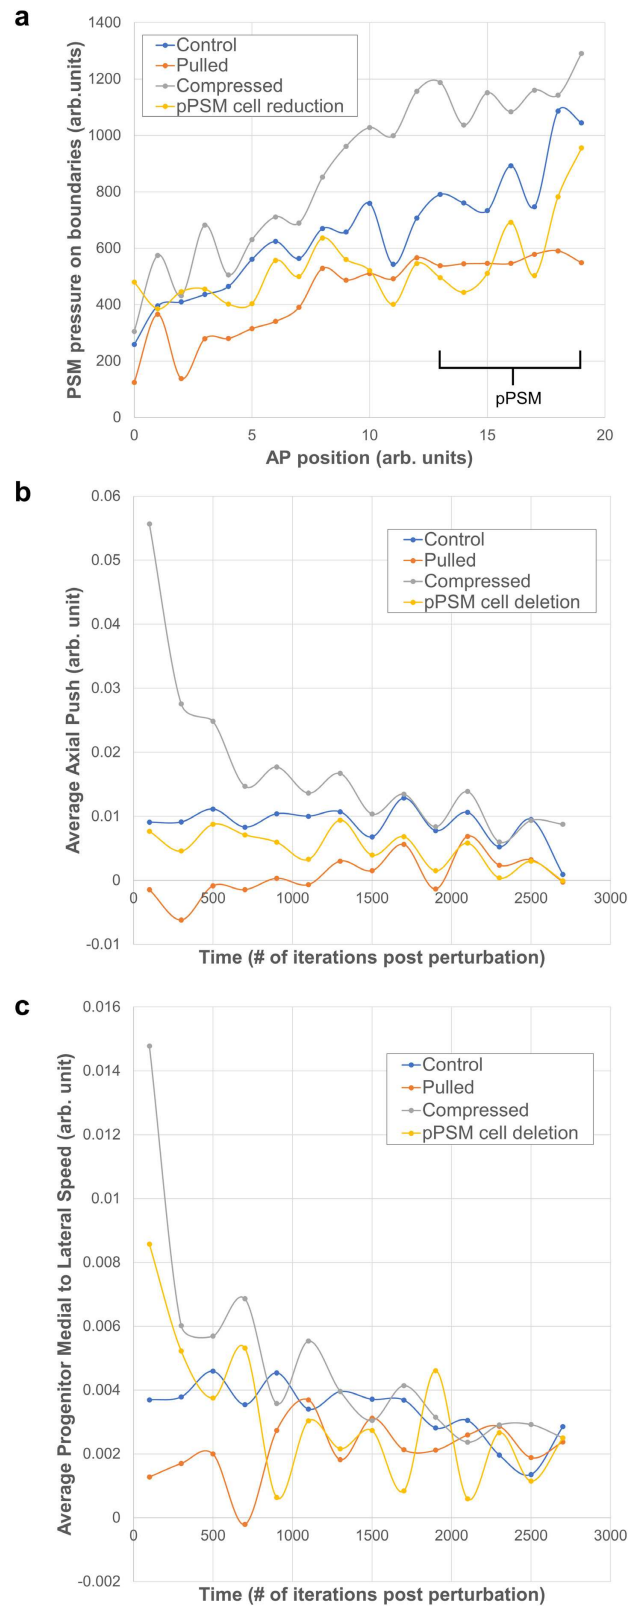 a
PSM pressure on boundaries (arb.units)
1400
1200
1000
800
600
400
200
0
Control
Pulled
Compressed
pPSM cell reduction
pPSM
0 5 10 15 20
AP position (arb. units)
b
Average Axial Push (arb. unit)
0.06
0.05
0.04
0.03
0.02
0.01
0
-0.01
Control
Pulled
Compressed
pPSM cell deletion
0 500 1000 1500 2000 2500 3000
Time (# of iterations post perturbation)
c
Average Progenitor Medial to Lateral Speed (arb. unit)
0.016
0.014
0.012
0.01
0.008
0.006
0.004
0.002
0
-0.002
Control
Pulled
Compressed
pPSM cell deletion
0 500 1000 1500 2000 2500 3000
Time (# of iterations post perturbation)